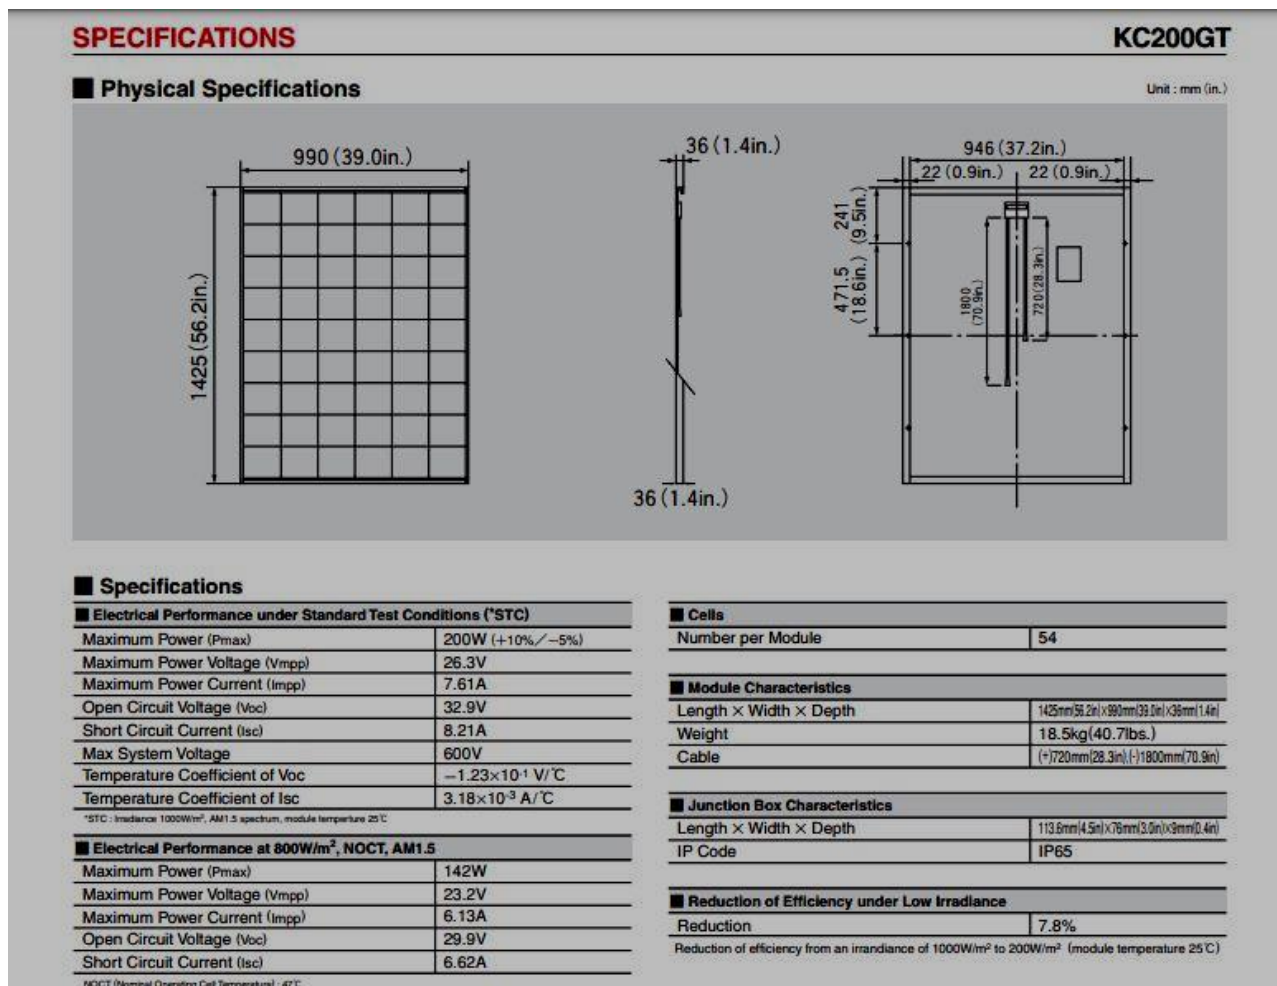 SPECIFICATIONS
KC200GT
■ Physical Specifications
Unit : mm (in.)
990 (39.0in.)
1425 (56.2in.)
36 (1.4in.)
36 (1.4in.)
946 (37.2in.)
22 (0.9in.)
22 (0.9in.)
241
(9.5in.)
471.5
(18.6in.)
1800
(70.9in.)
720(28.3in.)
■ Specifications
■ Electrical Performance under Standard Test Conditions (*STC)
Maximum Power (Pmax) 200W (+10%/−5%)
Maximum Power Voltage (Vmpp) 26.3V
Maximum Power Current (Impp) 7.61A
Open Circuit Voltage (Voc) 32.9V
Short Circuit Current (Isc) 8.21A
Max System Voltage 600V
Temperature Coefficient of Voc −1.23×10⁻¹ V/℃
Temperature Coefficient of Isc 3.18×10⁻³ A/℃
*STC : Irradiance 1000W/m², AM1.5 spectrum, module temperture 25℃
■ Electrical Performance at 800W/m², NOCT, AM1.5
Maximum Power (Pmax) 142W
Maximum Power Voltage (Vmpp) 23.2V
Maximum Power Current (Impp) 6.13A
Open Circuit Voltage (Voc) 29.9V
Short Circuit Current (Isc) 6.62A
NOCT (Nominal Operating Cell Temperature) : 47℃
■ Cells
Number per Module 54
■ Module Characteristics
Length × Width × Depth 1425mm(56.2in)×990mm(39.0in)×36mm(1.4in)
Weight 18.5kg(40.7lbs.)
Cable (+)720mm(28.3in),(-)1800mm(70.9in)
■ Junction Box Characteristics
Length × Width × Depth 113.6mm(4.5in)×76mm(3.0in)×9mm(0.4in)
IP Code IP65
■ Reduction of Efficiency under Low Irradiance
Reduction 7.8%
Reduction of efficiency from an irrandiance of 1000W/m² to 200W/m² (module temperature 25℃)